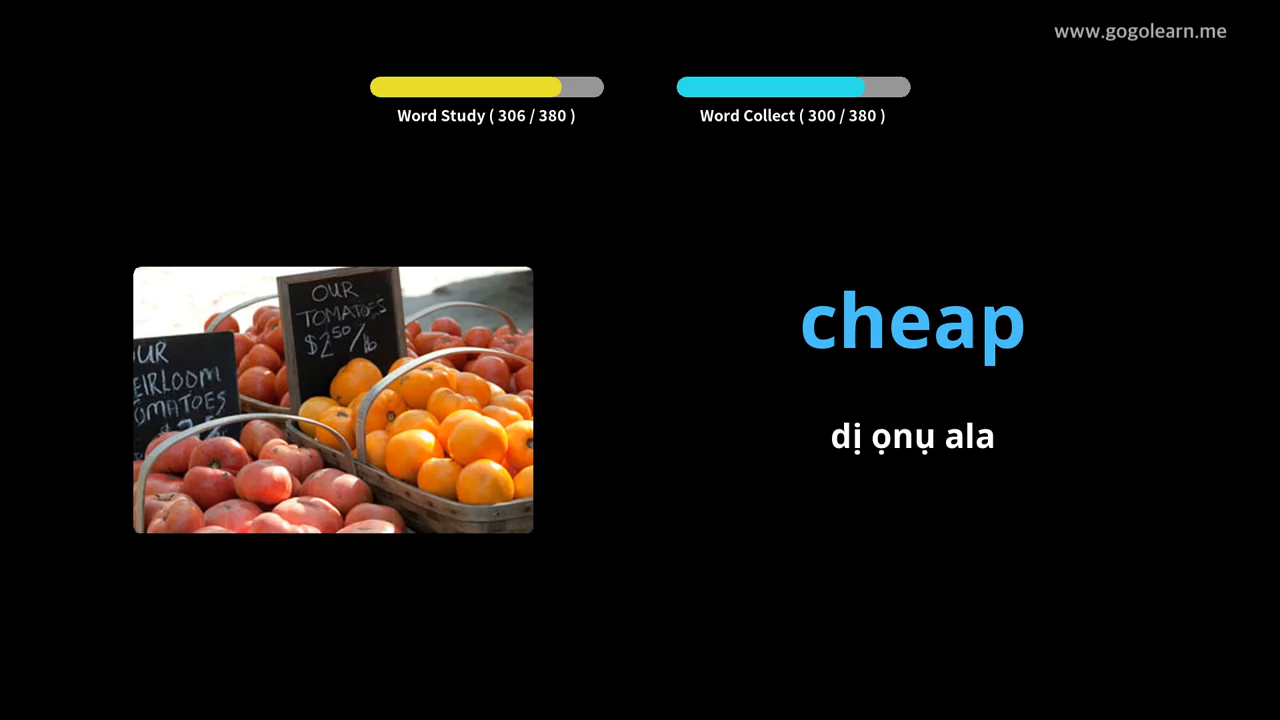 www.gogolearn.me
Word Study ( 306 / 380 )
Word Collect ( 300 / 380 )
OUR
TOMATOES
$2.50/lb
UR
EIRLOOM
OMATOES
cheap
dị ọnụ ala